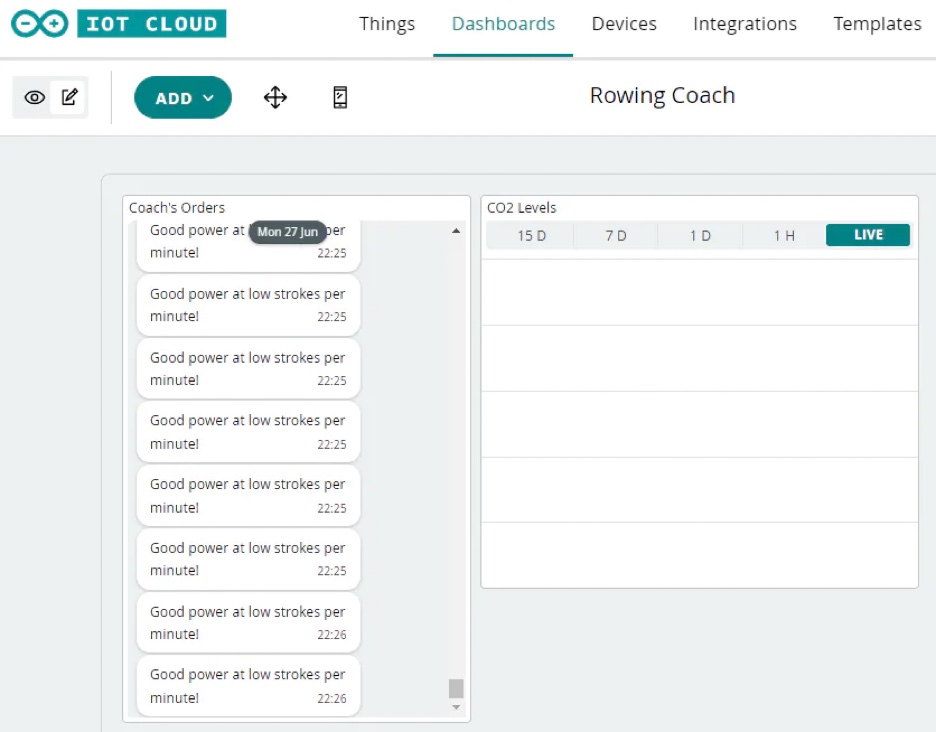 IOT CLOUD
Things Dashboards Devices Integrations Templates
ADD
Rowing Coach
Coach's Orders
Mon 27 Jun
Good power at per
minute! 22:25
Good power at low strokes per
minute! 22:25
Good power at low strokes per
minute! 22:25
Good power at low strokes per
minute! 22:25
Good power at low strokes per
minute! 22:25
Good power at low strokes per
minute! 22:25
Good power at low strokes per
minute! 22:26
Good power at low strokes per
minute! 22:26
CO2 Levels
15 D 7 D 1 D 1 H LIVE